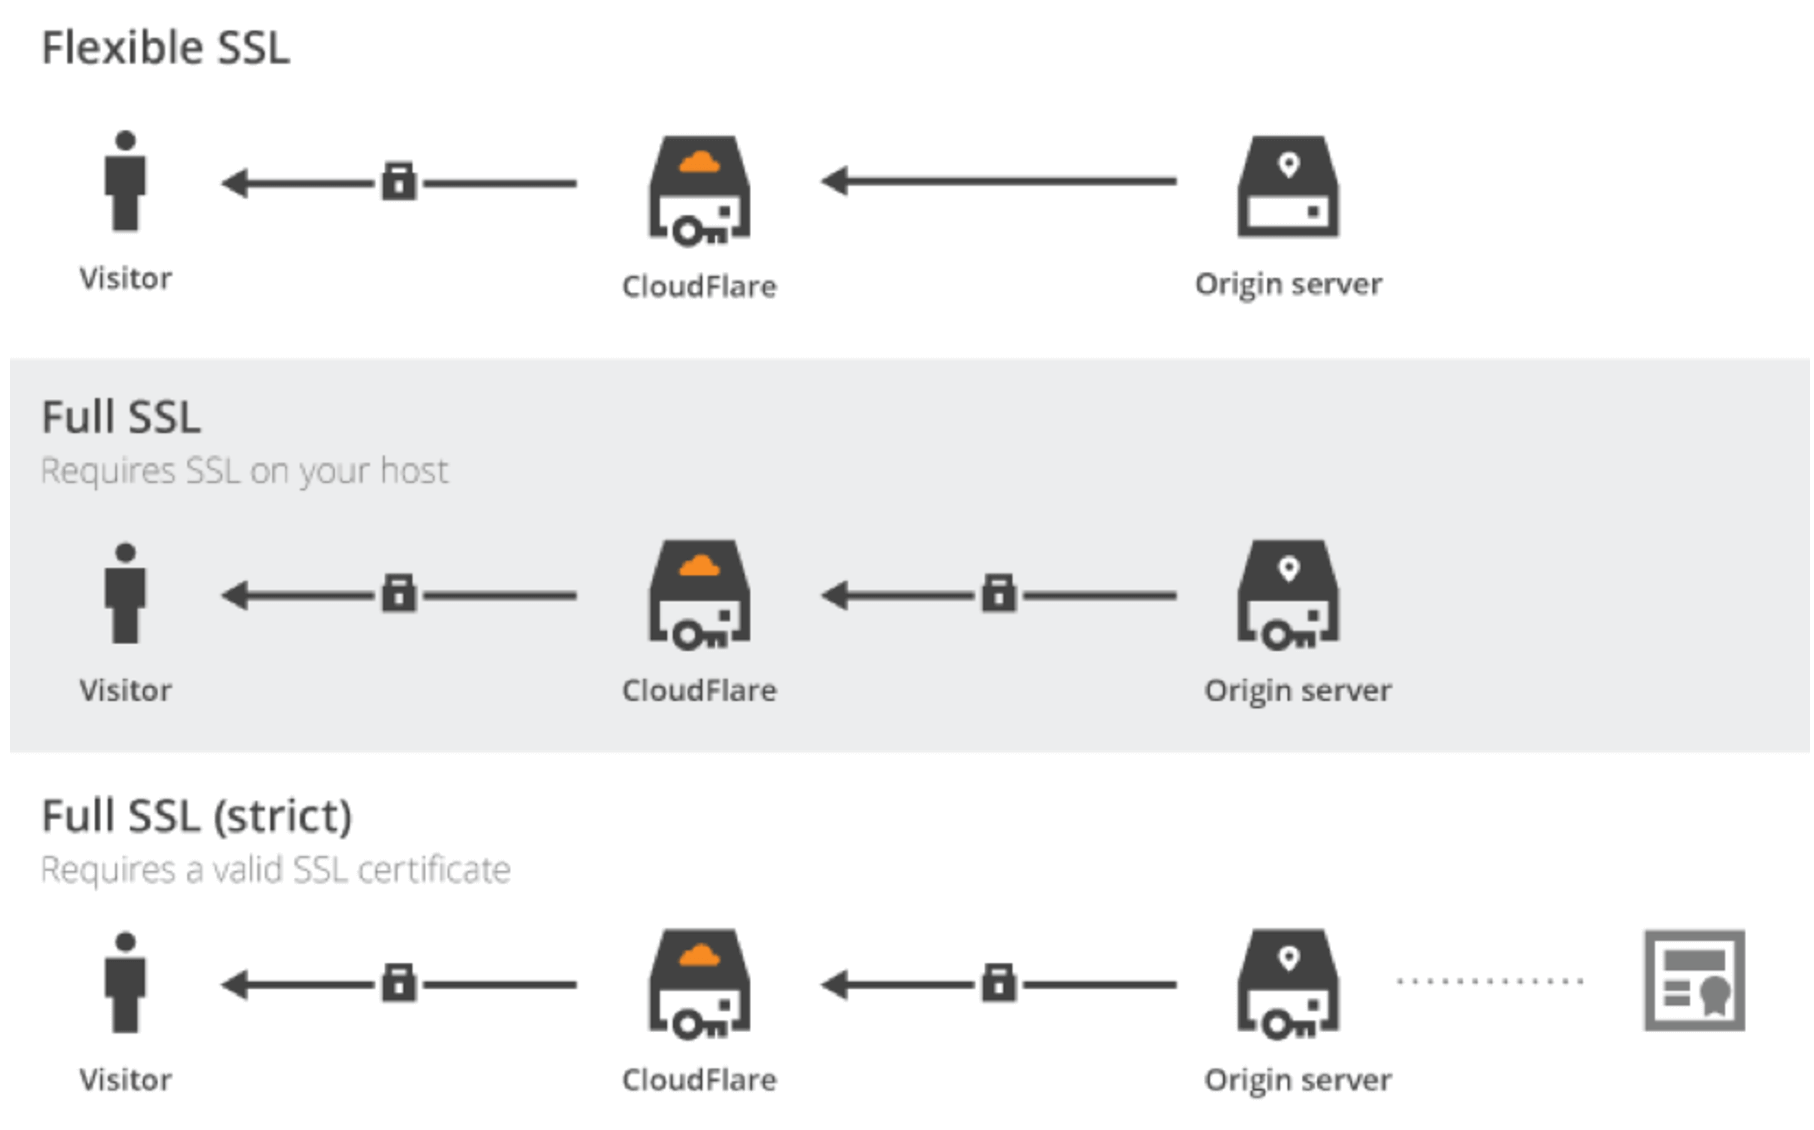 Flexible SSL
Visitor
CloudFlare
Origin server
Full SSL
Requires SSL on your host
Visitor
CloudFlare
Origin server
Full SSL (strict)
Requires a valid SSL certificate
Visitor
CloudFlare
Origin server